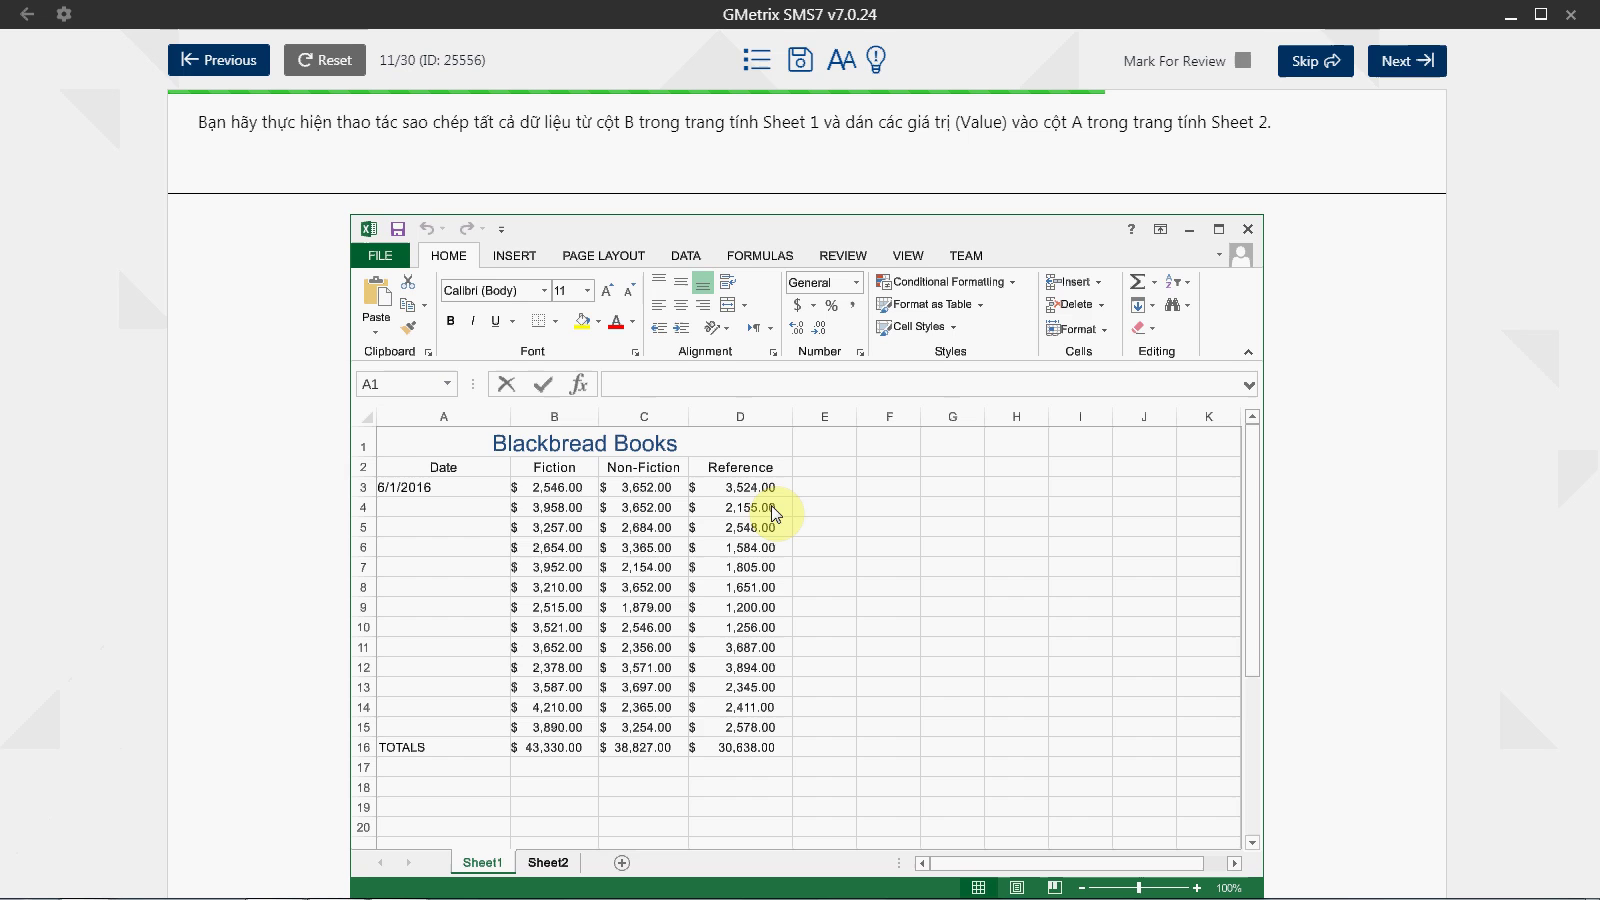 GMetrix SMS7 v7.0.24
Previous Reset 11/30 (ID: 25556) Mark For Review Skip Next
Bạn hãy thực hiện thao tác sao chép tất cả dữ liệu từ cột B trong trang tính Sheet 1 và dán các giá trị (Value) vào cột A trong trang tính Sheet 2.
FILE HOME INSERT PAGE LAYOUT DATA FORMULAS REVIEW VIEW TEAM
Calibri (Body) 11 General Conditional Formatting Insert
Paste $ % , Format as Table Delete
B I U A Cell Styles Format
Clipboard Font Alignment Number Styles Cells Editing
A1 fx
A B C D E F G H I J K
1 Blackbread Books
2 Date Fiction Non-Fiction Reference
3 6/1/2016 $ 2,546.00 $ 3,652.00 $ 3,524.00
4 $ 3,958.00 $ 3,652.00 $ 2,155.00
5 $ 3,257.00 $ 2,684.00 $ 2,548.00
6 $ 2,654.00 $ 3,365.00 $ 1,584.00
7 $ 3,952.00 $ 2,154.00 $ 1,805.00
8 $ 3,210.00 $ 3,652.00 $ 1,651.00
9 $ 2,515.00 $ 1,879.00 $ 1,200.00
10 $ 3,521.00 $ 2,546.00 $ 1,256.00
11 $ 3,652.00 $ 2,356.00 $ 3,687.00
12 $ 2,378.00 $ 3,571.00 $ 3,894.00
13 $ 3,587.00 $ 3,697.00 $ 2,345.00
14 $ 4,210.00 $ 2,365.00 $ 2,411.00
15 $ 3,890.00 $ 3,254.00 $ 2,578.00
16 TOTALS $ 43,330.00 $ 38,827.00 $ 30,638.00
17
18
19
20
Sheet1 Sheet2
100%